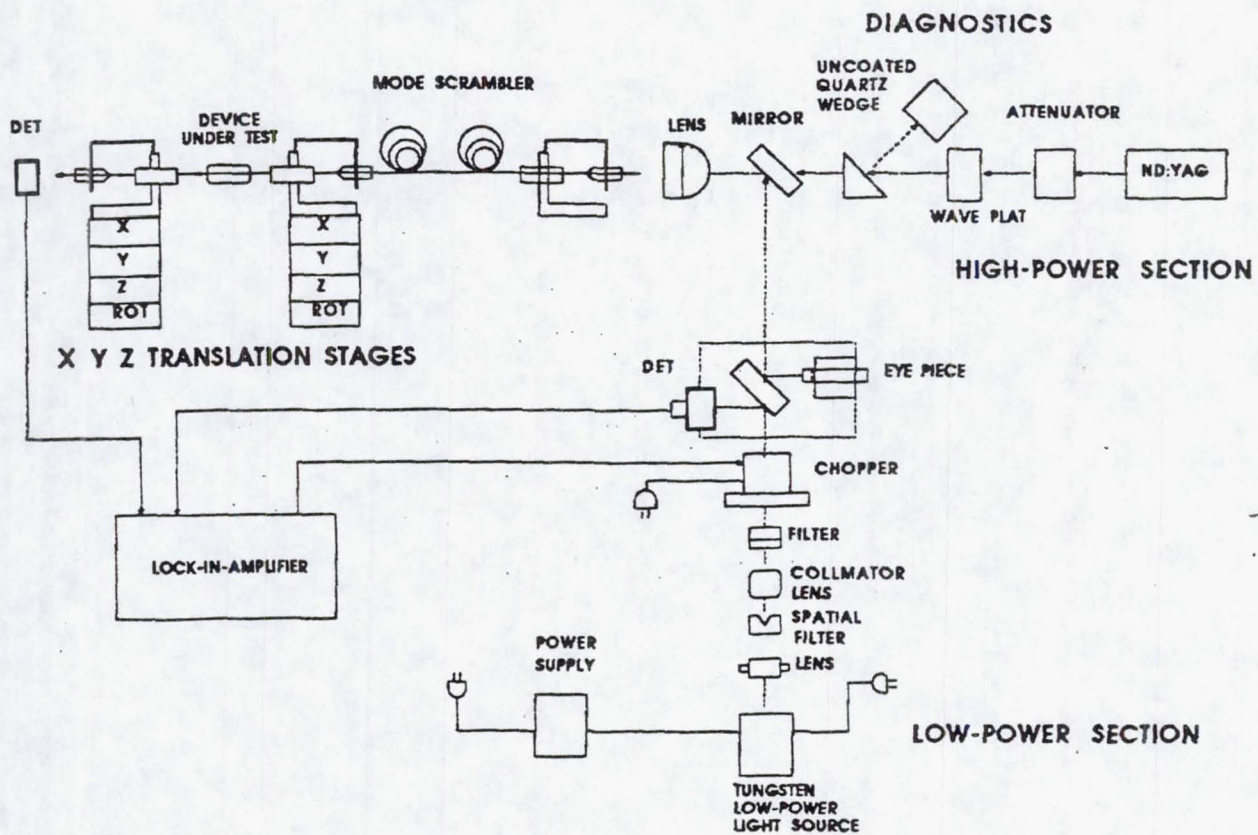 DIAGNOSTICS
UNCOATED
QUARTZ
WEDGE
MODE SCRAMBLER
ATTENUATOR
DET
DEVICE
UNDER TEST
LENS
MIRROR
ND:YAG
WAVE PLAT
X
Y
Z
ROT
X
Y
Z
ROT
HIGH-POWER SECTION
X Y Z TRANSLATION STAGES
DET
EYE PIECE
CHOPPER
LOCK-IN-AMPLIFIER
FILTER
COLLMATOR
LENS
SPATIAL
FILTER
POWER
SUPPLY
LENS
LOW-POWER SECTION
TUNGSTEN
LOW-POWER
LIGHT SOURCE